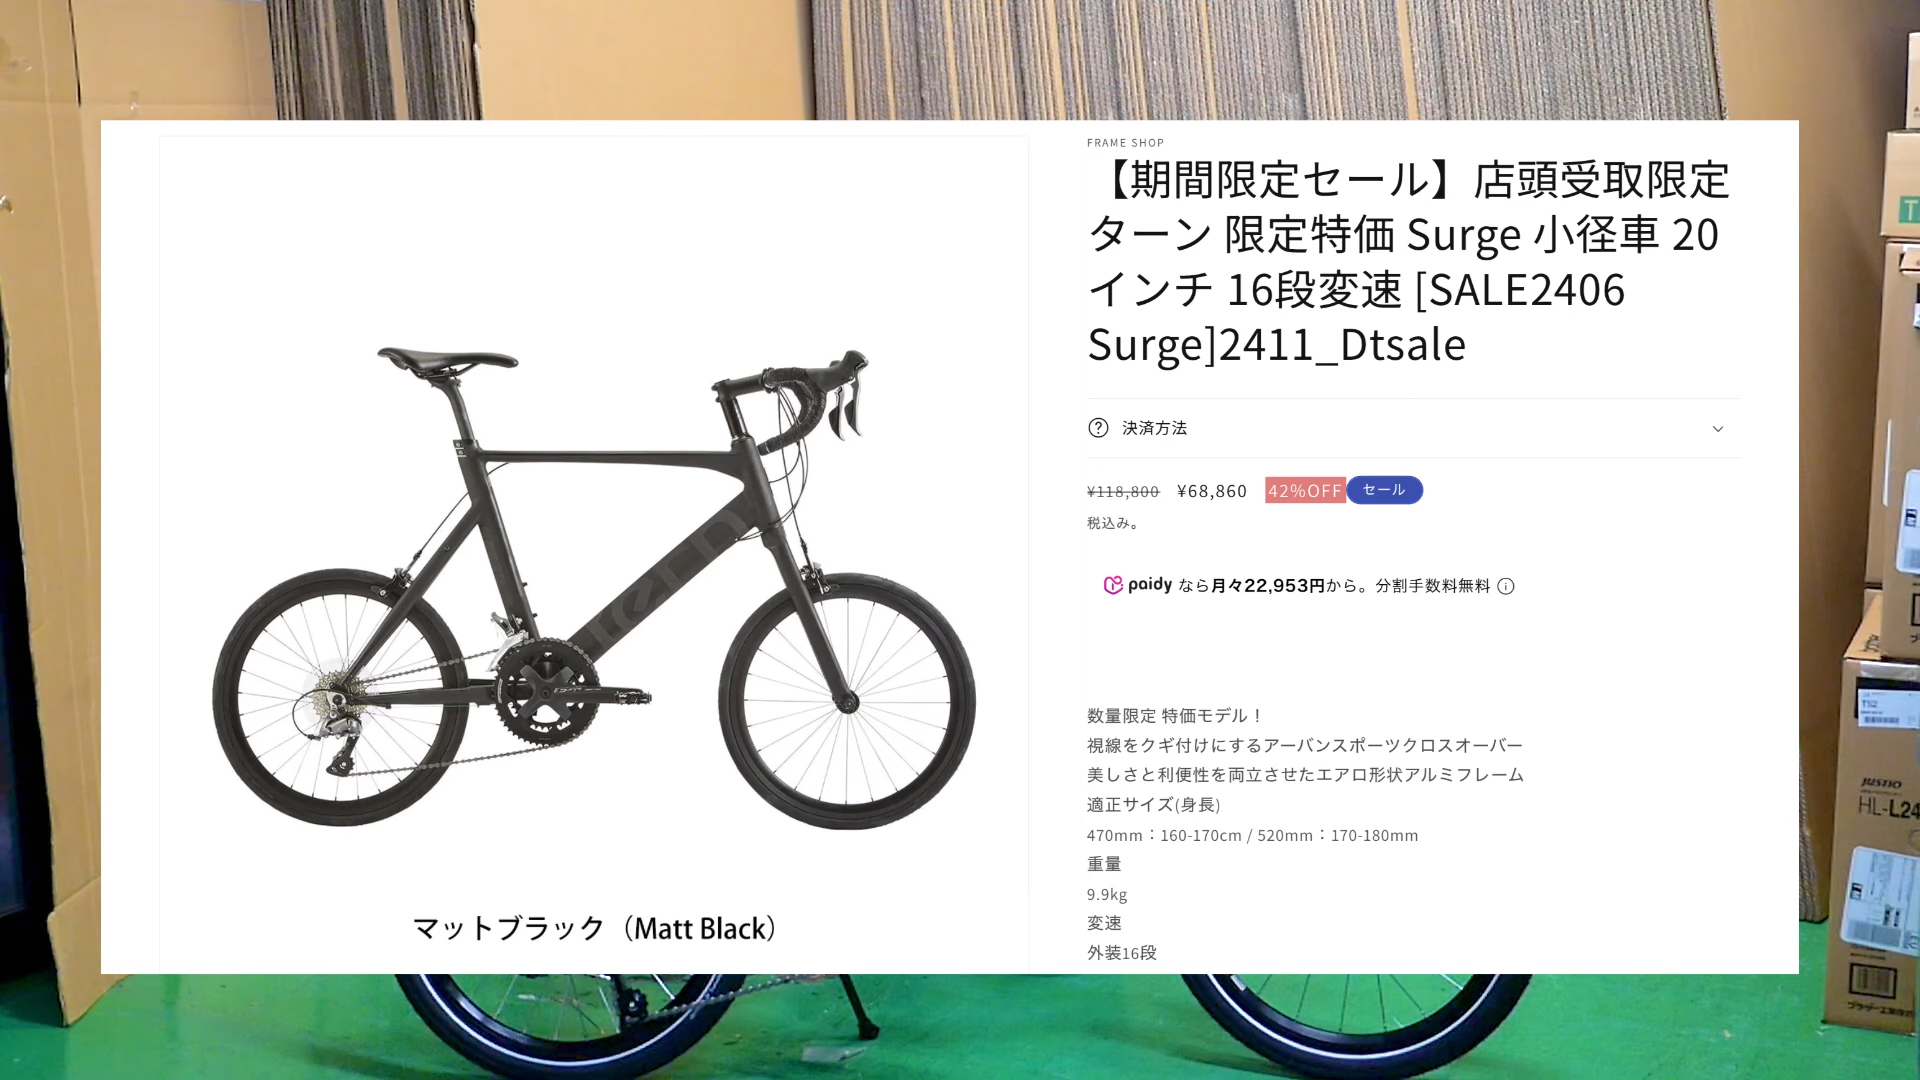 FRAME SHOP
【期間限定セール】店頭受取限定
ターン 限定特価 Surge 小径車 20
インチ 16段変速 [SALE2406
Surge]2411_Dtsale
決済方法
¥118,800 ¥68,860 42%OFF セール
税込み。
paidy なら月々22,953円から。分割手数料無料
数量限定 特価モデル！
視線をクギ付けにするアーバンスポーツクロスオーバー
美しさと利便性を両立させたエアロ形状アルミフレーム
適正サイズ(身長)
470mm：160-170cm / 520mm：170-180mm
重量
9.9kg
変速
外装16段
tern
マットブラック（Matt Black）
JUSTIO
HL-L24